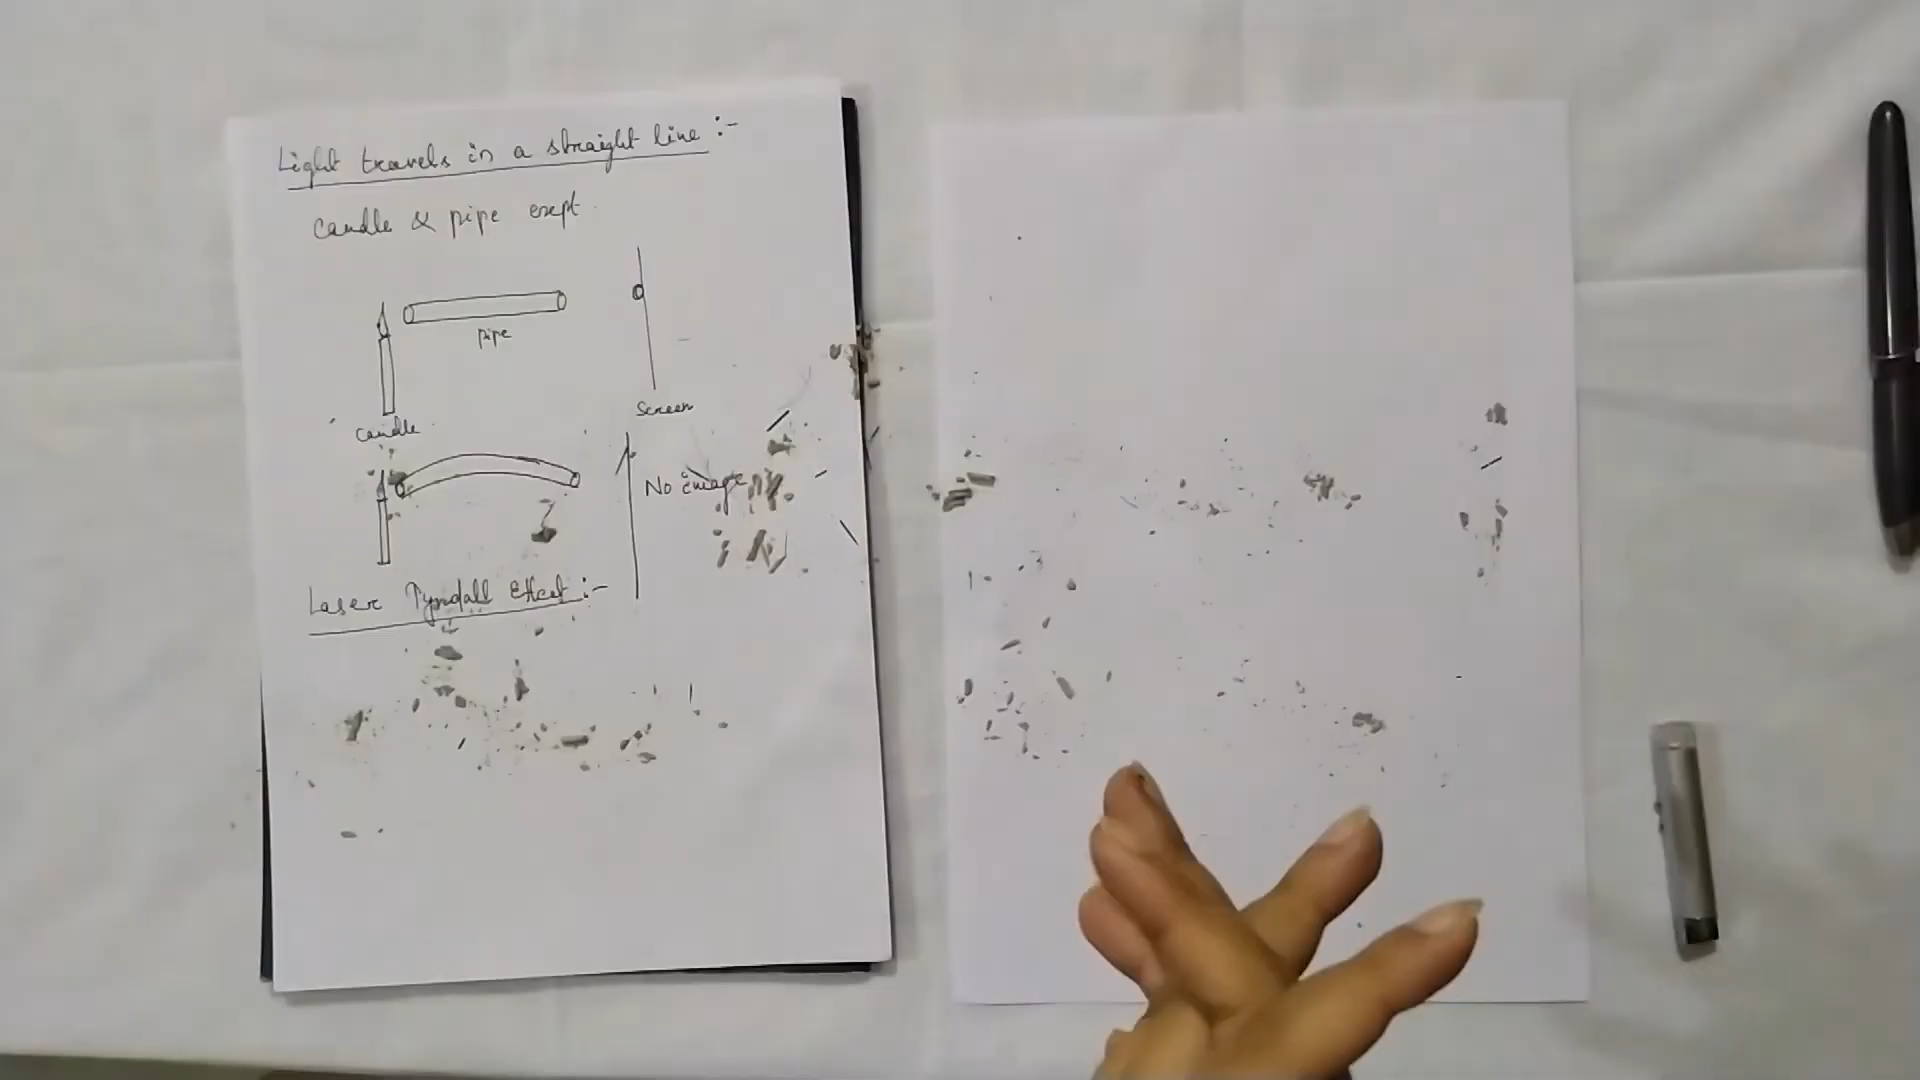 Light travels in a straight line :-
Candle & pipe expt.
pipe
Screen
Candle
No image
Laser Tyndall Effect :-